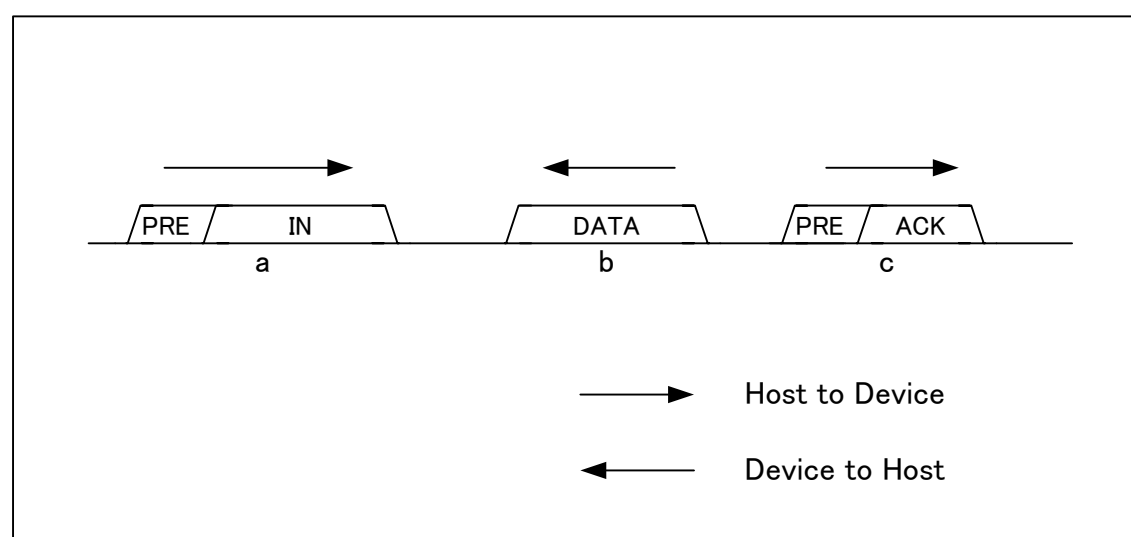 PRE IN DATA PRE ACK
a b c
Host to Device
Device to Host